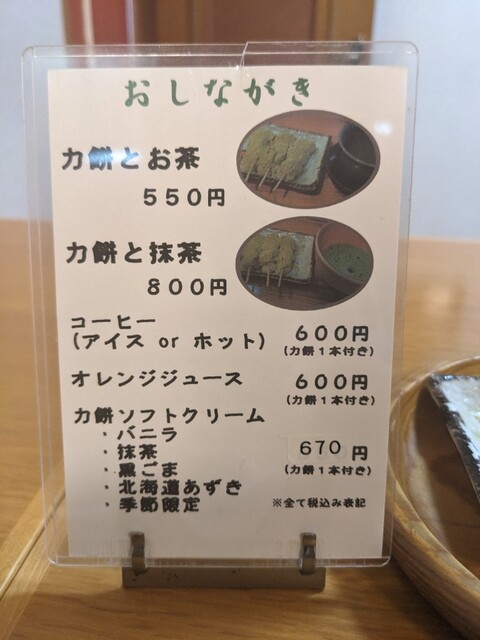 おしながき
力餅とお茶
550円
力餅と抹茶
800円
コーヒー
(アイス or ホット) 600円
(力餅1本付き)
オレンジジュース 600円
(力餅1本付き)
力餅ソフトクリーム
・バニラ
・抹茶 670円
・黒ごま (力餅1本付き)
・北海道あずき
・季節限定 ※全て税込み表記